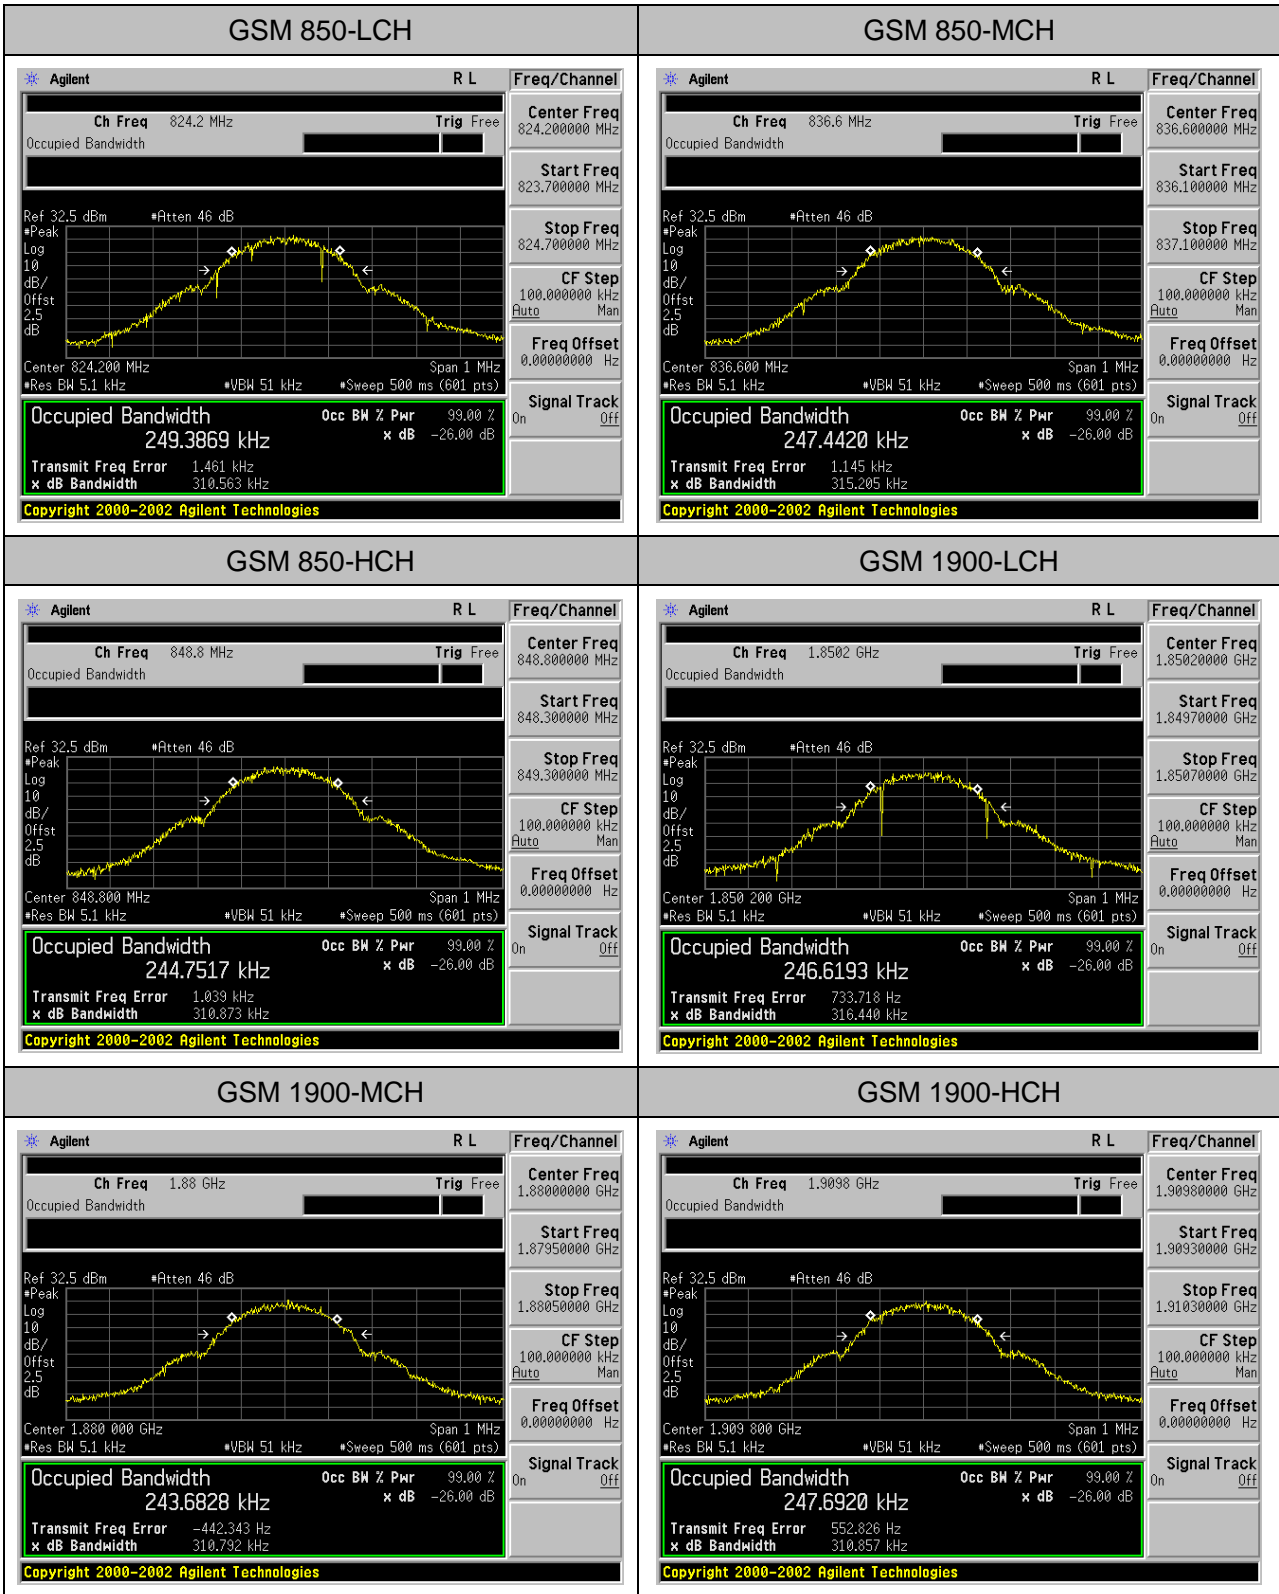 GSM 850-LCH
Agilent R L
Ch Freq 824.2 MHz Trig Free
Occupied Bandwidth
Ref 32.5 dBm #Atten 46 dB
#Peak
Log
10
dB/
Offst
2.5
dB
Center 824.200 MHz Span 1 MHz
#Res BW 5.1 kHz #VBW 51 kHz #Sweep 500 ms (601 pts)
Occupied Bandwidth Occ BW % Pwr 99.00 %
249.3869 kHz x dB -26.00 dB
Transmit Freq Error 1.461 kHz
x dB Bandwidth 310.563 kHz
Copyright 2000-2002 Agilent Technologies
Freq/Channel
Center Freq
824.200000 MHz
Start Freq
823.700000 MHz
Stop Freq
824.700000 MHz
CF Step
100.000000 kHz
Auto Man
Freq Offset
0.00000000 Hz
Signal Track
On Off
GSM 850-MCH
Agilent R L
Ch Freq 836.6 MHz Trig Free
Occupied Bandwidth
Ref 32.5 dBm #Atten 46 dB
#Peak
Log
10
dB/
Offst
2.5
dB
Center 836.600 MHz Span 1 MHz
#Res BW 5.1 kHz #VBW 51 kHz #Sweep 500 ms (601 pts)
Occupied Bandwidth Occ BW % Pwr 99.00 %
247.4420 kHz x dB -26.00 dB
Transmit Freq Error 1.145 kHz
x dB Bandwidth 315.205 kHz
Copyright 2000-2002 Agilent Technologies
Freq/Channel
Center Freq
836.600000 MHz
Start Freq
836.100000 MHz
Stop Freq
837.100000 MHz
CF Step
100.000000 kHz
Auto Man
Freq Offset
0.00000000 Hz
Signal Track
On Off
GSM 850-HCH
Agilent R L
Ch Freq 848.8 MHz Trig Free
Occupied Bandwidth
Ref 32.5 dBm #Atten 46 dB
#Peak
Log
10
dB/
Offst
2.5
dB
Center 848.800 MHz Span 1 MHz
#Res BW 5.1 kHz #VBW 51 kHz #Sweep 500 ms (601 pts)
Occupied Bandwidth Occ BW % Pwr 99.00 %
244.7517 kHz x dB -26.00 dB
Transmit Freq Error 1.039 kHz
x dB Bandwidth 310.873 kHz
Copyright 2000-2002 Agilent Technologies
Freq/Channel
Center Freq
848.800000 MHz
Start Freq
848.300000 MHz
Stop Freq
849.300000 MHz
CF Step
100.000000 kHz
Auto Man
Freq Offset
0.00000000 Hz
Signal Track
On Off
GSM 1900-LCH
Agilent R L
Ch Freq 1.8502 GHz Trig Free
Occupied Bandwidth
Ref 32.5 dBm #Atten 46 dB
#Peak
Log
10
dB/
Offst
2.5
dB
Center 1.850 200 GHz Span 1 MHz
#Res BW 5.1 kHz #VBW 51 kHz #Sweep 500 ms (601 pts)
Occupied Bandwidth Occ BW % Pwr 99.00 %
246.6193 kHz x dB -26.00 dB
Transmit Freq Error 733.718 Hz
x dB Bandwidth 316.440 kHz
Copyright 2000-2002 Agilent Technologies
Freq/Channel
Center Freq
1.85020000 GHz
Start Freq
1.84970000 GHz
Stop Freq
1.85070000 GHz
CF Step
100.000000 kHz
Auto Man
Freq Offset
0.00000000 Hz
Signal Track
On Off
GSM 1900-MCH
Agilent R L
Ch Freq 1.88 GHz Trig Free
Occupied Bandwidth
Ref 32.5 dBm #Atten 46 dB
#Peak
Log
10
dB/
Offst
2.5
dB
Center 1.880 000 GHz Span 1 MHz
#Res BW 5.1 kHz #VBW 51 kHz #Sweep 500 ms (601 pts)
Occupied Bandwidth Occ BW % Pwr 99.00 %
243.6828 kHz x dB -26.00 dB
Transmit Freq Error -442.343 Hz
x dB Bandwidth 310.792 kHz
Copyright 2000-2002 Agilent Technologies
Freq/Channel
Center Freq
1.88000000 GHz
Start Freq
1.87950000 GHz
Stop Freq
1.88050000 GHz
CF Step
100.000000 kHz
Auto Man
Freq Offset
0.00000000 Hz
Signal Track
On Off
GSM 1900-HCH
Agilent R L
Ch Freq 1.9098 GHz Trig Free
Occupied Bandwidth
Ref 32.5 dBm #Atten 46 dB
#Peak
Log
10
dB/
Offst
2.5
dB
Center 1.909 800 GHz Span 1 MHz
#Res BW 5.1 kHz #VBW 51 kHz #Sweep 500 ms (601 pts)
Occupied Bandwidth Occ BW % Pwr 99.00 %
247.6920 kHz x dB -26.00 dB
Transmit Freq Error 552.826 Hz
x dB Bandwidth 310.857 kHz
Copyright 2000-2002 Agilent Technologies
Freq/Channel
Center Freq
1.90980000 GHz
Start Freq
1.90930000 GHz
Stop Freq
1.91030000 GHz
CF Step
100.000000 kHz
Auto Man
Freq Offset
0.00000000 Hz
Signal Track
On Off